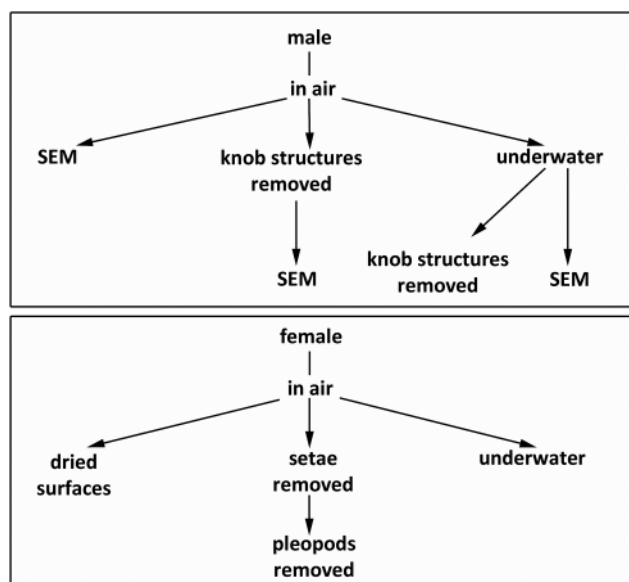 male
in air
SEM
knob structures
removed
underwater
SEM
knob structures
removed
SEM
female
in air
dried
surfaces
setae
removed
underwater
pleopods
removed